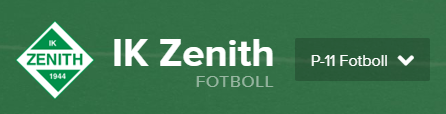 IK
ZENITH
1944
IK Zenith
FOTBOLL
P-11 Fotboll